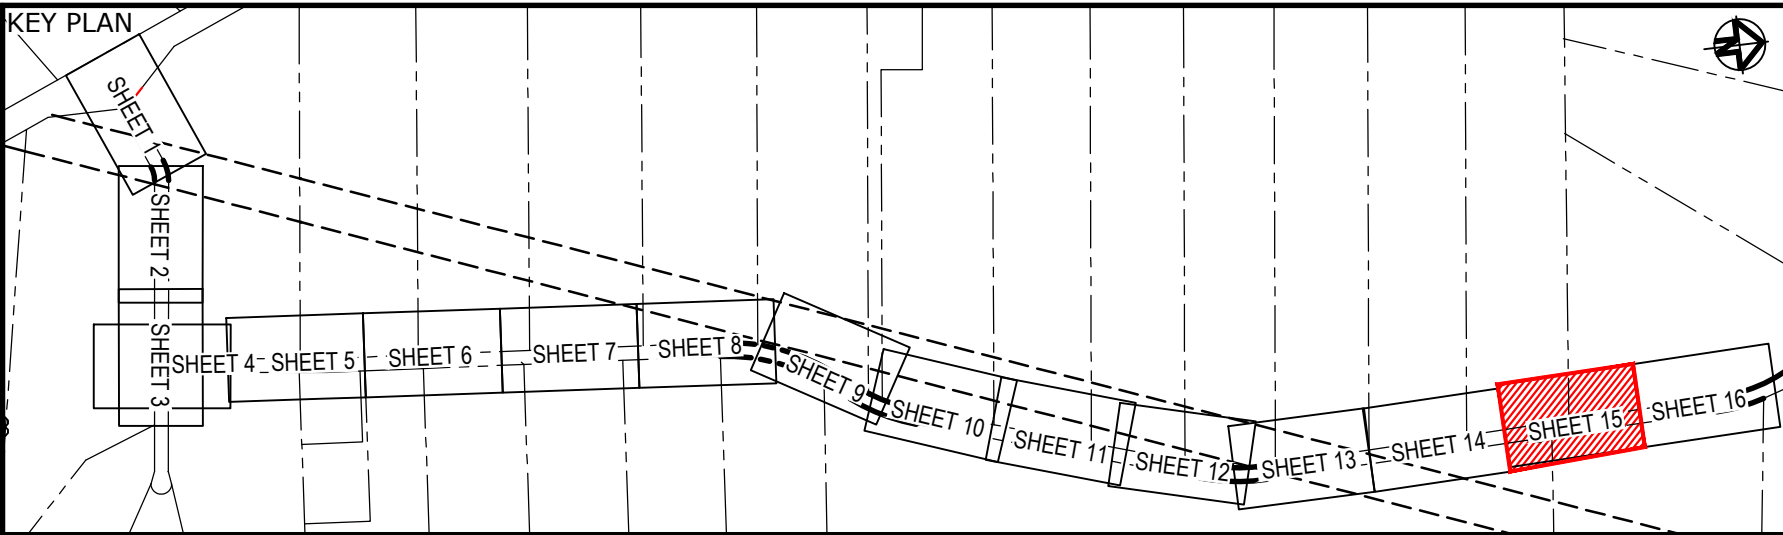 KEY PLAN
N
SHEET 1
SHEET 2
SHEET 3
SHEET 4
SHEET 5
SHEET 6
SHEET 7
SHEET 8
SHEET 9
SHEET 10
SHEET 11
SHEET 12
SHEET 13
SHEET 14
SHEET 15
SHEET 16